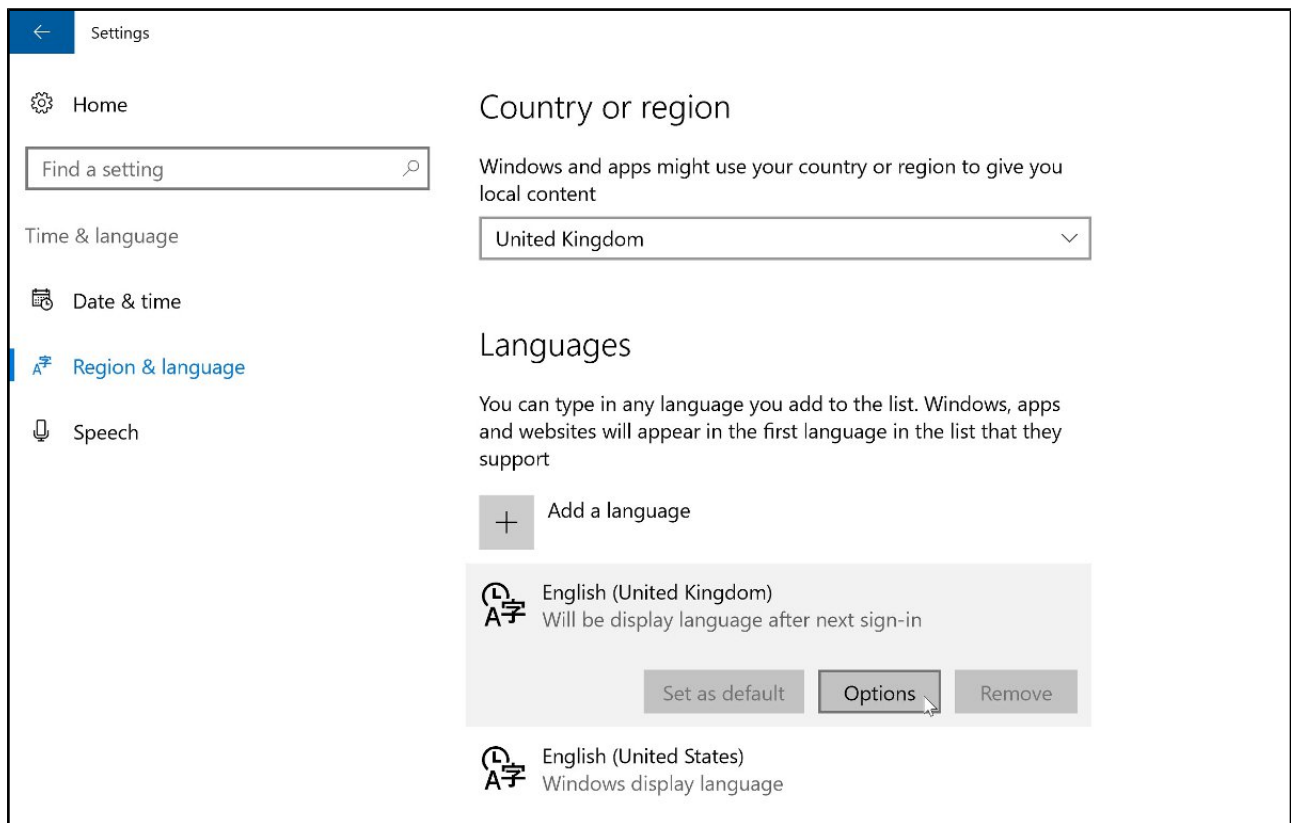 Settings
Home
Find a setting
Time & language
Date & time
Region & language
Speech
Country or region
Windows and apps might use your country or region to give you
local content
United Kingdom
Languages
You can type in any language you add to the list. Windows, apps
and websites will appear in the first language in the list that they
support
Add a language
English (United Kingdom)
Will be display language after next sign-in
Set as default Options Remove
English (United States)
Windows display language